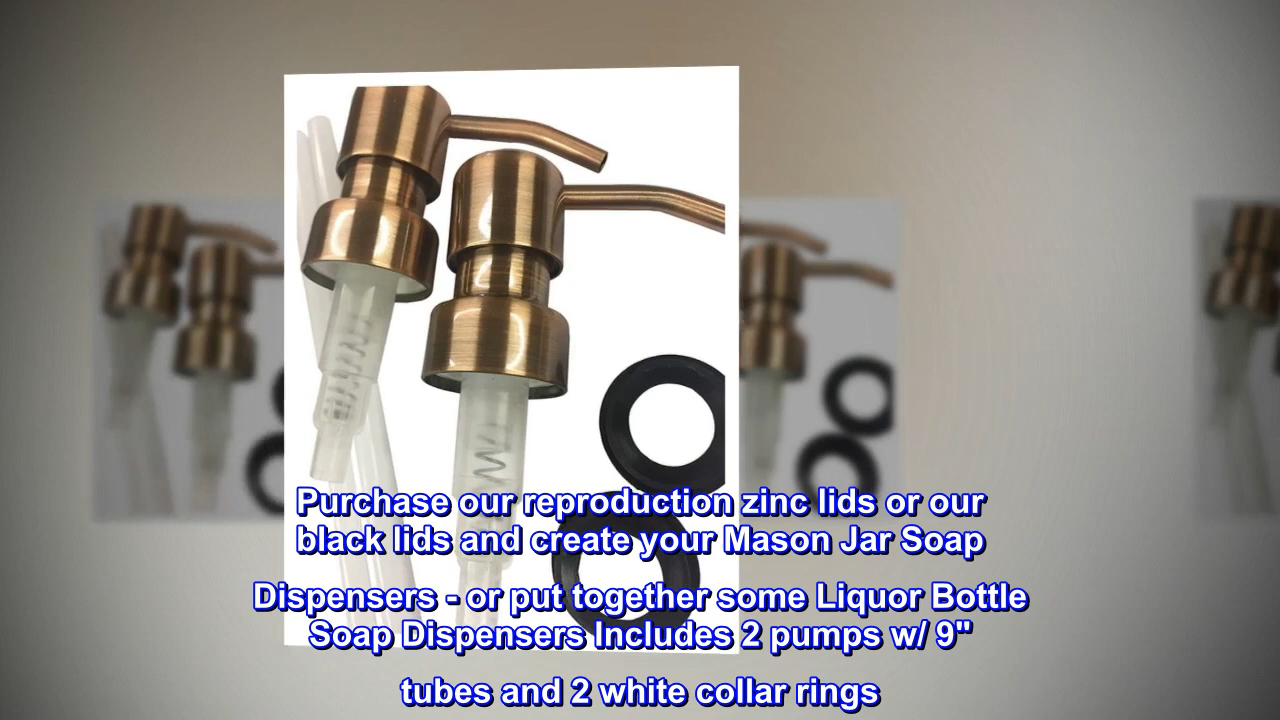 Purchase our reproduction zinc lids or our
black lids and create your Mason Jar Soap
Dispensers - or put together some Liquor Bottle
Soap Dispensers Includes 2 pumps w/ 9"
tubes and 2 white collar rings